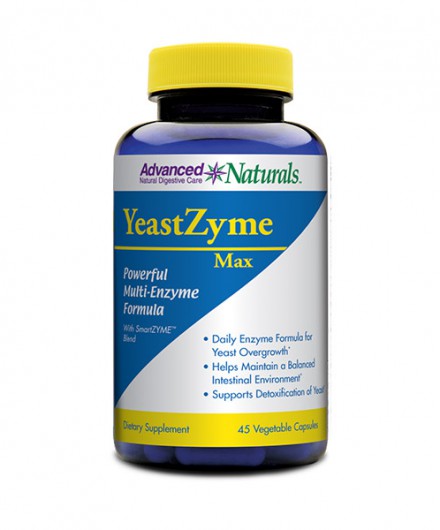 Advanced Naturals™
Natural Digestive Care
YeastZyme
Max
Powerful
Multi-Enzyme
Formula
With SmartZYME™
Blend
• Daily Enzyme Formula for
Yeast Overgrowth*
• Helps Maintain a Balanced
Intestinal Environment*
• Supports Detoxification of Yeast
Dietary Supplement
45 Vegetable Capsules